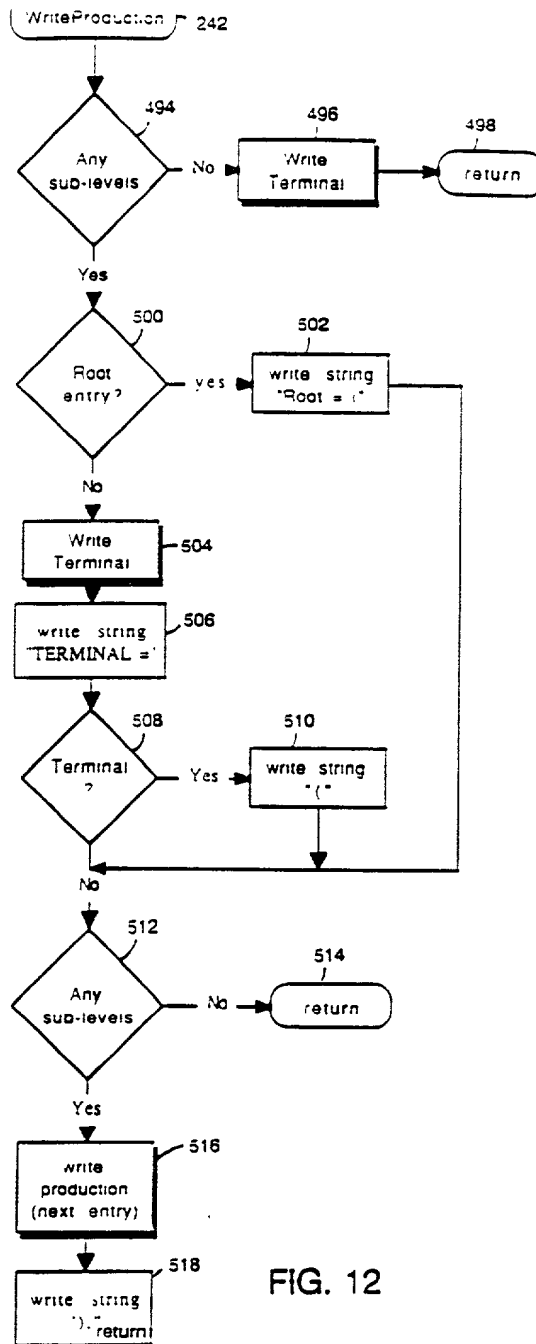 WriteProduction
242
494
Any
sub-levels
No
496
Write
Terminal
498
return
Yes
500
Root
entry?
yes
502
write string
"Root = ("
No
Write
Terminal
504
write string
"TERMINAL ="
506
508
Terminal
?
Yes
510
write string
"("
No
512
Any
sub-levels
No
514
return
Yes
write
production
(next entry)
516
write string
")."
return
518
FIG. 12